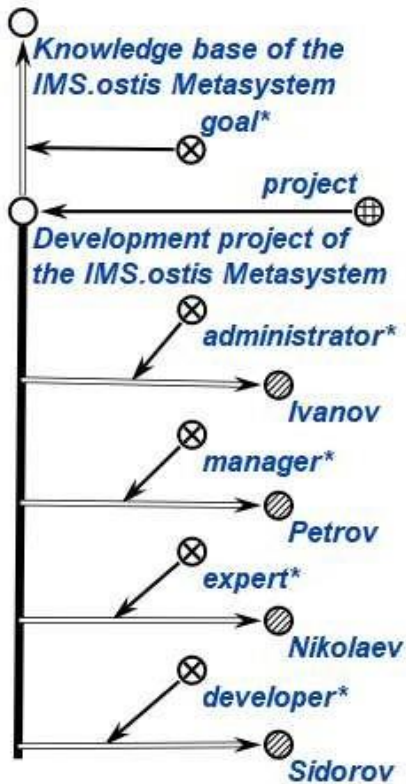 Knowledge base of the
IMS.ostis Metasystem
goal*
project
Development project of
the IMS.ostis Metasystem
administrator*
Ivanov
manager*
Petrov
expert*
Nikolaev
developer*
Sidorov